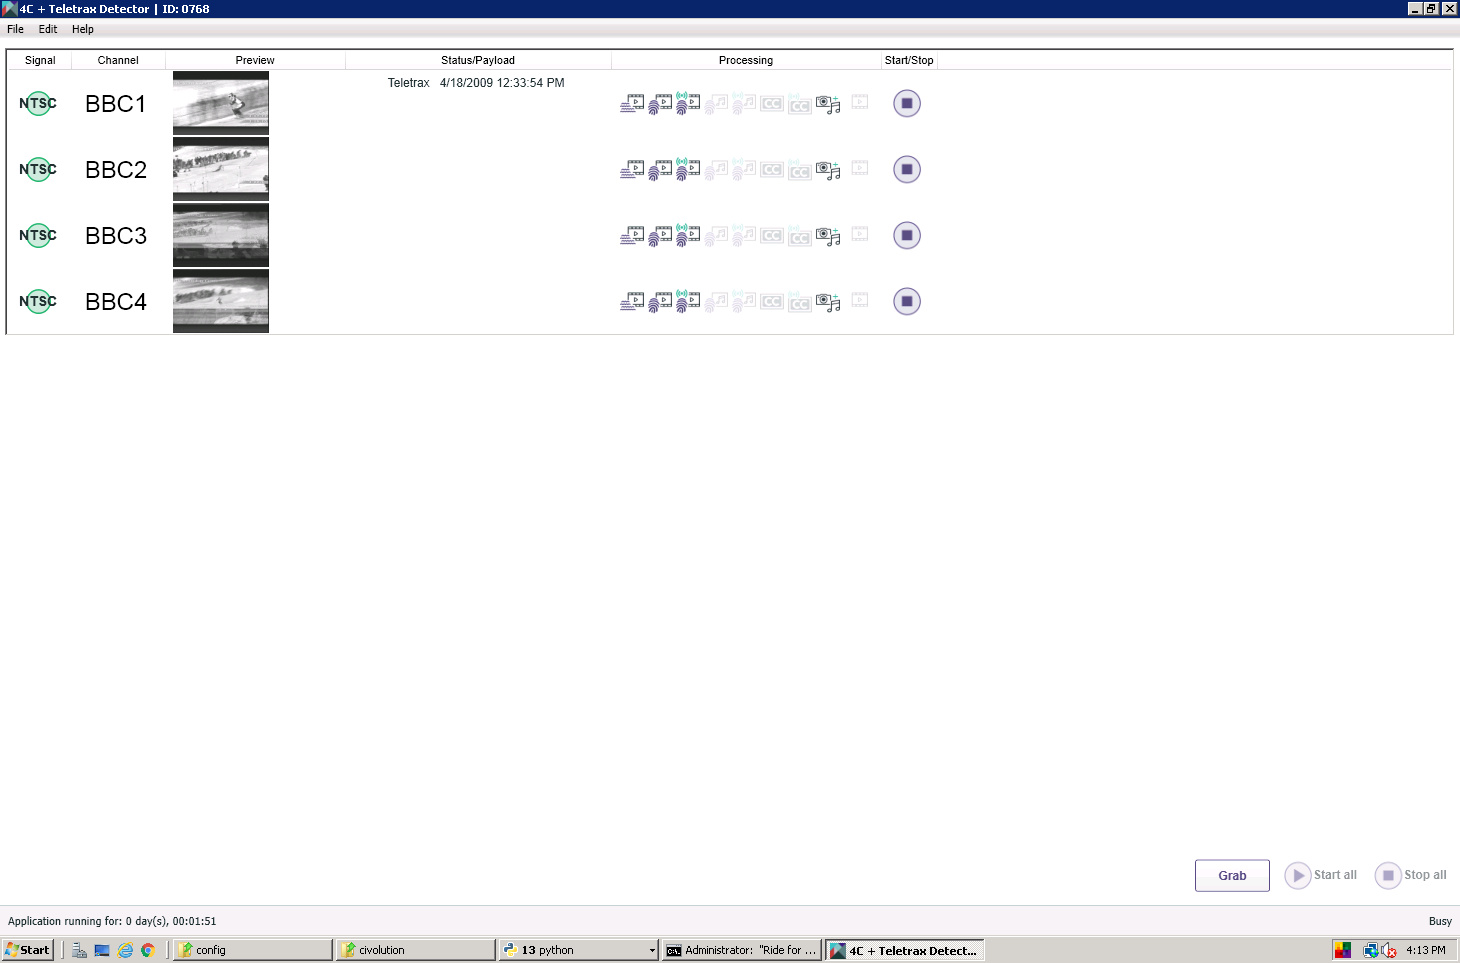 4C + Teletrax Detector | ID: 0768
File Edit Help
Signal Channel Preview Status/Payload Processing Start/Stop
NTSC BBC1 Teletrax 4/18/2009 12:33:54 PM CC CC
NTSC BBC2 CC CC
NTSC BBC3 CC CC
NTSC BBC4 CC CC
Grab Start all Stop all
Application running for: 0 day(s), 00:01:51 Busy
Start config civolution 13 python Administrator: "Ride for ... 4C + Teletrax Detect... 4:13 PM